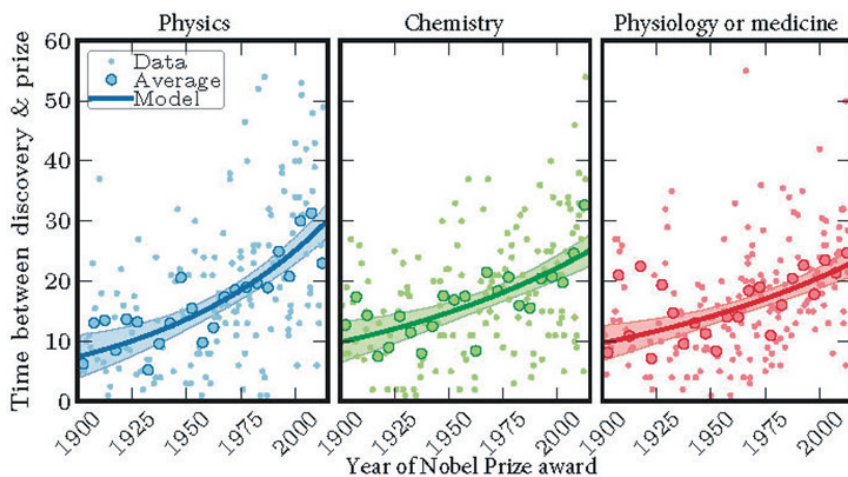 Physics
Chemistry
Physiology or medicine
Time between discovery & prize
60
50
40
30
20
10
0
Data
Average
Model
1900
1925
1950
1975
2000
1900
1925
1950
1975
2000
1900
1925
1950
1975
2000
Year of Nobel Prize award